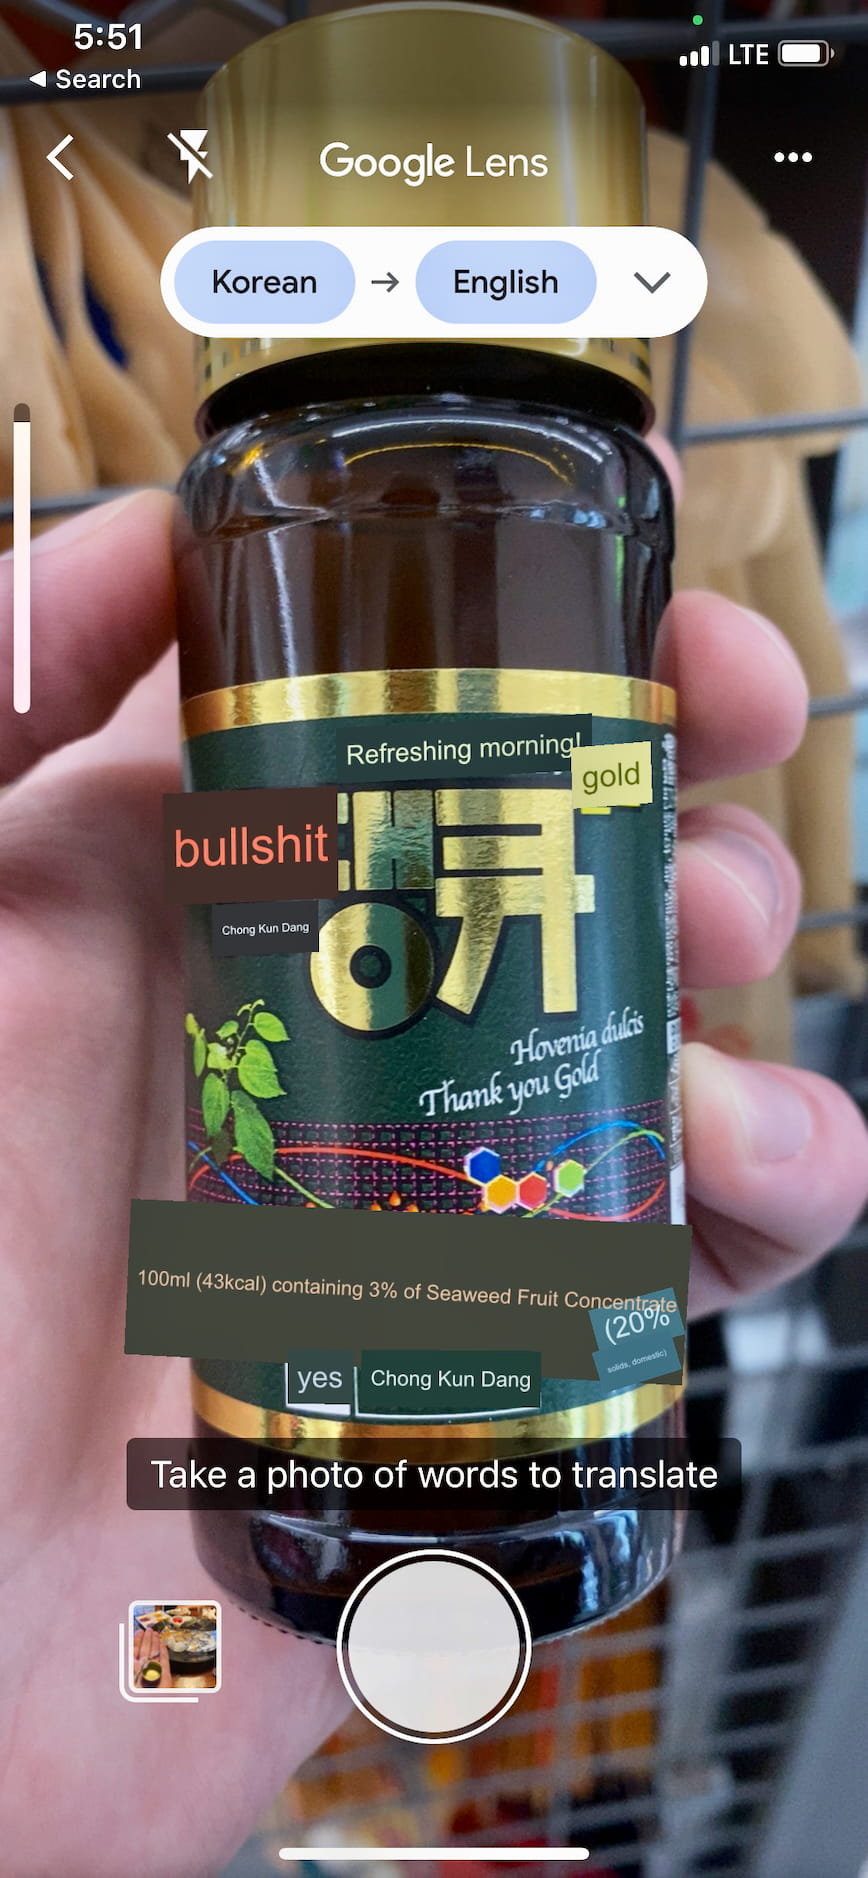 5:51
LTE
◀ Search
Google Lens
Korean → English
Refreshing morning!
gold
bullshit
Chong Kun Dang
Hovenia dulcis
Thank you Gold
100ml (43kcal) containing 3% of Seaweed Fruit Concentrate
(20%
solids, domestic)
yes
Chong Kun Dang
Take a photo of words to translate